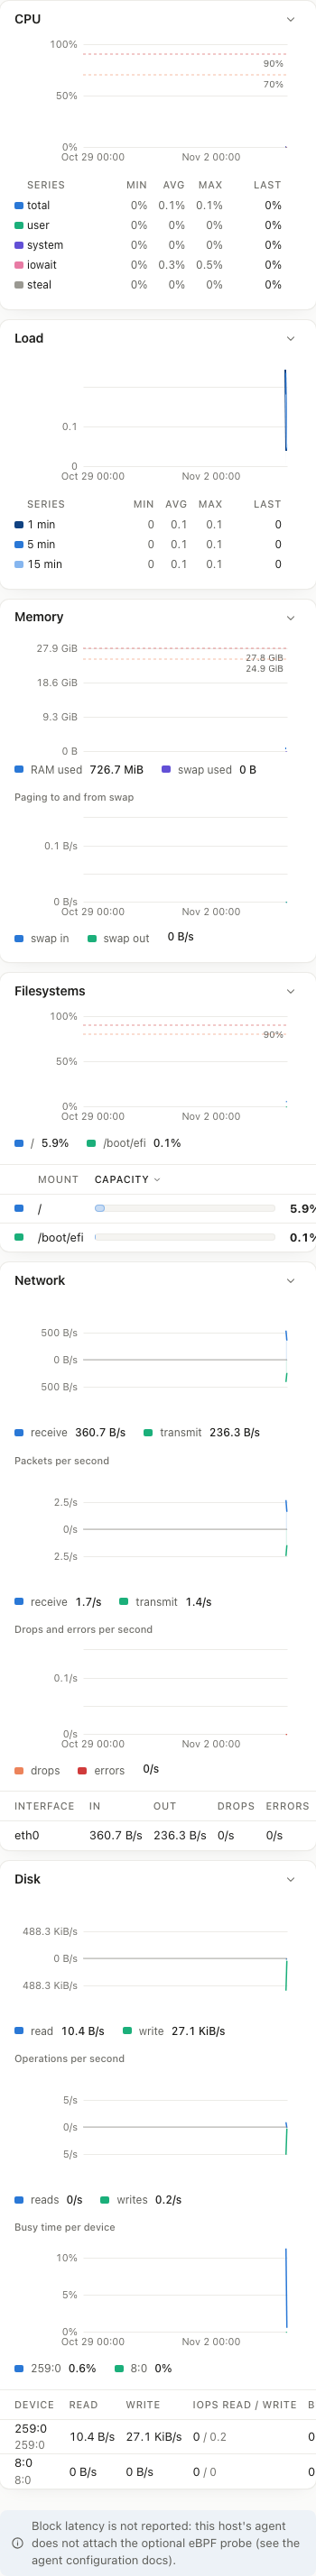 CPU
100%
90%
70%
50%
0%
Oct 29 00:00 Nov 2 00:00
SERIES MIN AVG MAX LAST
total 0% 0.1% 0.1% 0%
user 0% 0% 0% 0%
system 0% 0% 0% 0%
iowait 0% 0.3% 0.5% 0%
steal 0% 0% 0% 0%
Load
0.1
0
Oct 29 00:00 Nov 2 00:00
SERIES MIN AVG MAX LAST
1 min 0 0.1 0.1 0
5 min 0 0.1 0.1 0
15 min 0 0.1 0.1 0
Memory
27.9 GiB
27.8 GiB
24.9 GiB
18.6 GiB
9.3 GiB
0 B
RAM used 726.7 MiB swap used 0 B
Paging to and from swap
0.1 B/s
0 B/s
Oct 29 00:00 Nov 2 00:00
swap in swap out 0 B/s
Filesystems
100%
90%
50%
0%
Oct 29 00:00 Nov 2 00:00
/ 5.9% /boot/efi 0.1%
MOUNT CAPACITY
/ 5.9%
/boot/efi 0.1%
Network
500 B/s
0 B/s
500 B/s
receive 360.7 B/s transmit 236.3 B/s
Packets per second
2.5/s
0/s
2.5/s
receive 1.7/s transmit 1.4/s
Drops and errors per second
0.1/s
0/s
Oct 29 00:00 Nov 2 00:00
drops errors 0/s
INTERFACE IN OUT DROPS ERRORS
eth0 360.7 B/s 236.3 B/s 0/s 0/s
Disk
488.3 KiB/s
0 B/s
488.3 KiB/s
read 10.4 B/s write 27.1 KiB/s
Operations per second
5/s
0/s
5/s
reads 0/s writes 0.2/s
Busy time per device
10%
5%
0%
Oct 29 00:00 Nov 2 00:00
259:0 0.6% 8:0 0%
DEVICE READ WRITE IOPS READ / WRITE B
259:0
259:0 10.4 B/s 27.1 KiB/s 0 / 0.2 0
8:0
8:0 0 B/s 0 B/s 0 / 0 0
Block latency is not reported: this host's agent
does not attach the optional eBPF probe (see the
agent configuration docs).